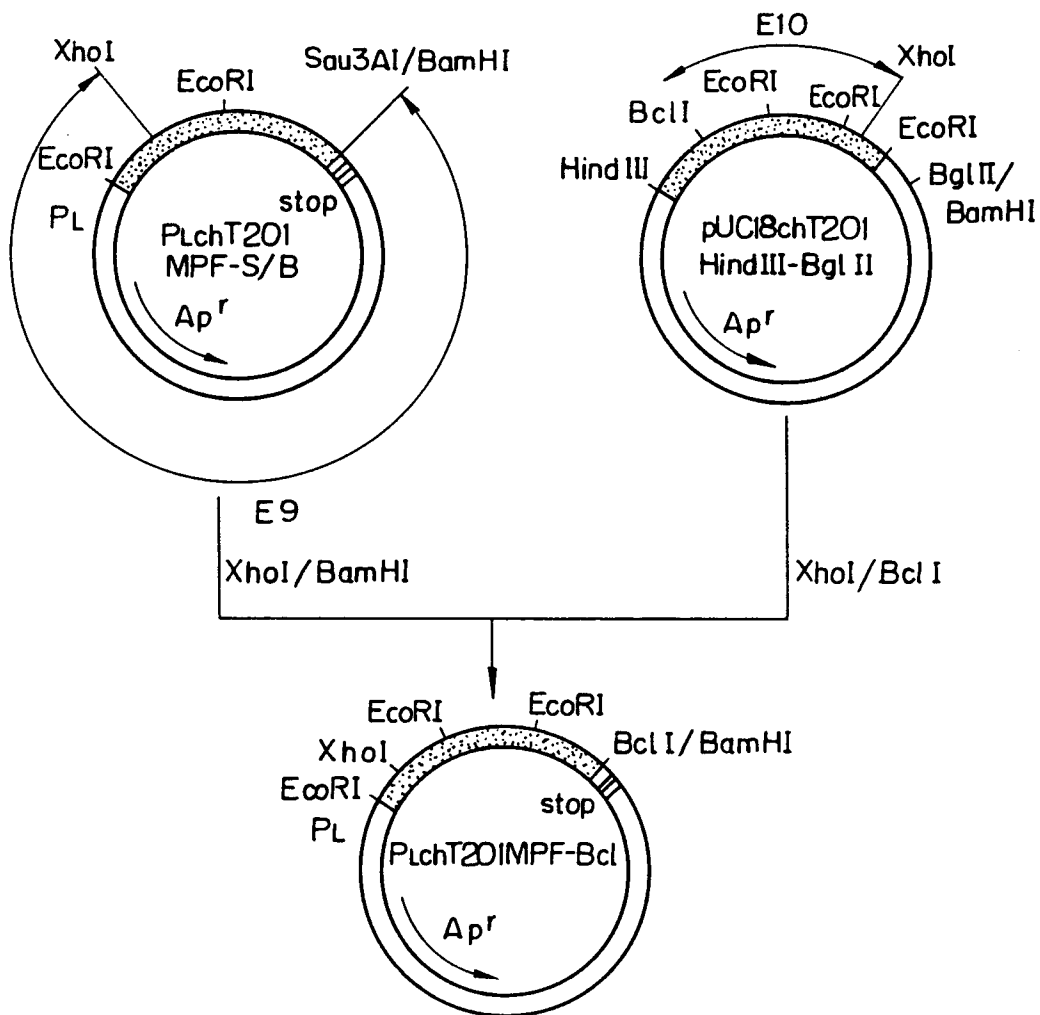 XhoI
EcoRI
Sau3AI/BamHI
EcoRI
PL
stop
PLchT201
MPF-S/B
Apr
E9
E10
XhoI
EcoRI
EcoRI
BclI
EcoRI
HindIII
BglII/
BamHI
pUC18chT201
HindIII-BglII
Apr
XhoI/BamHI
XhoI/BclI
EcoRI
EcoRI
XhoI
BclI/BamHI
EcoRI
stop
PL
PLchT201MPF-Bcl
Apr